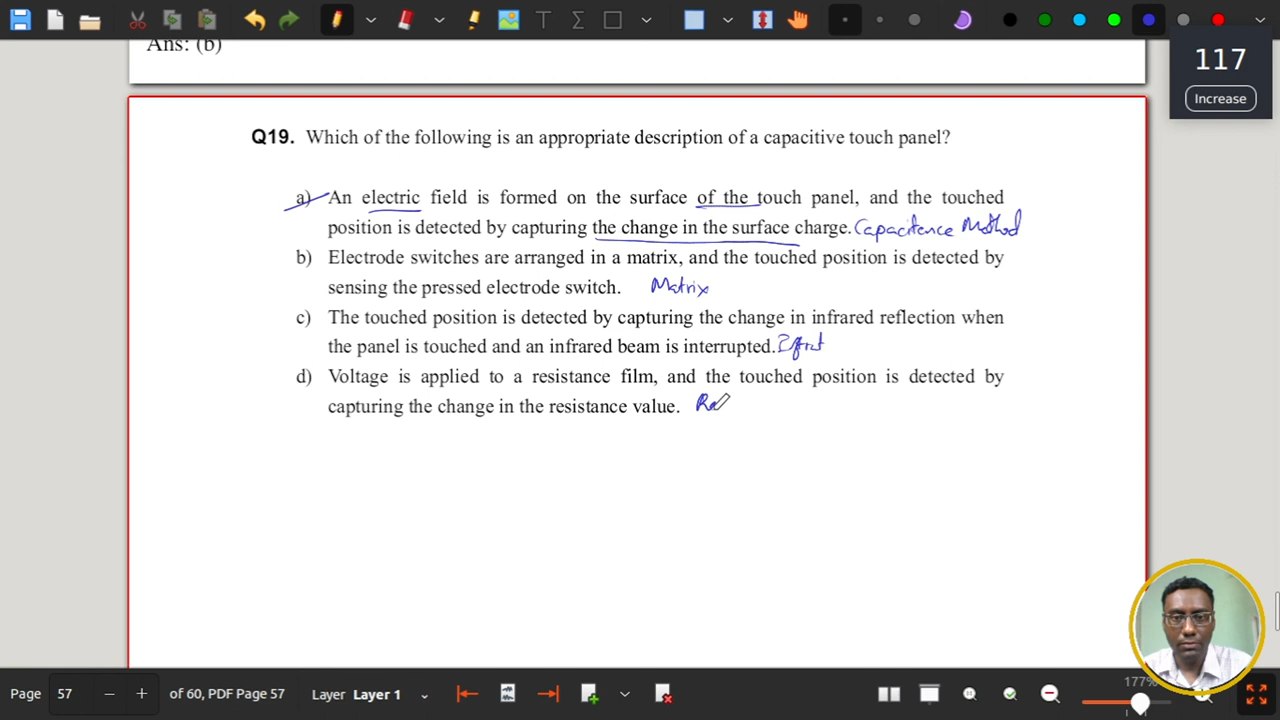 Ans: (b)
117
Increase
Q19. Which of the following is an appropriate description of a capacitive touch panel?
a) An electric field is formed on the surface of the touch panel, and the touched
position is detected by capturing the change in the surface charge. Capacitence Method
b) Electrode switches are arranged in a matrix, and the touched position is detected by
sensing the pressed electrode switch. Matrix
c) The touched position is detected by capturing the change in infrared reflection when
the panel is touched and an infrared beam is interrupted.
d) Voltage is applied to a resistance film, and the touched position is detected by
capturing the change in the resistance value.
Page 57 of 60, PDF Page 57 Layer Layer 1 177%